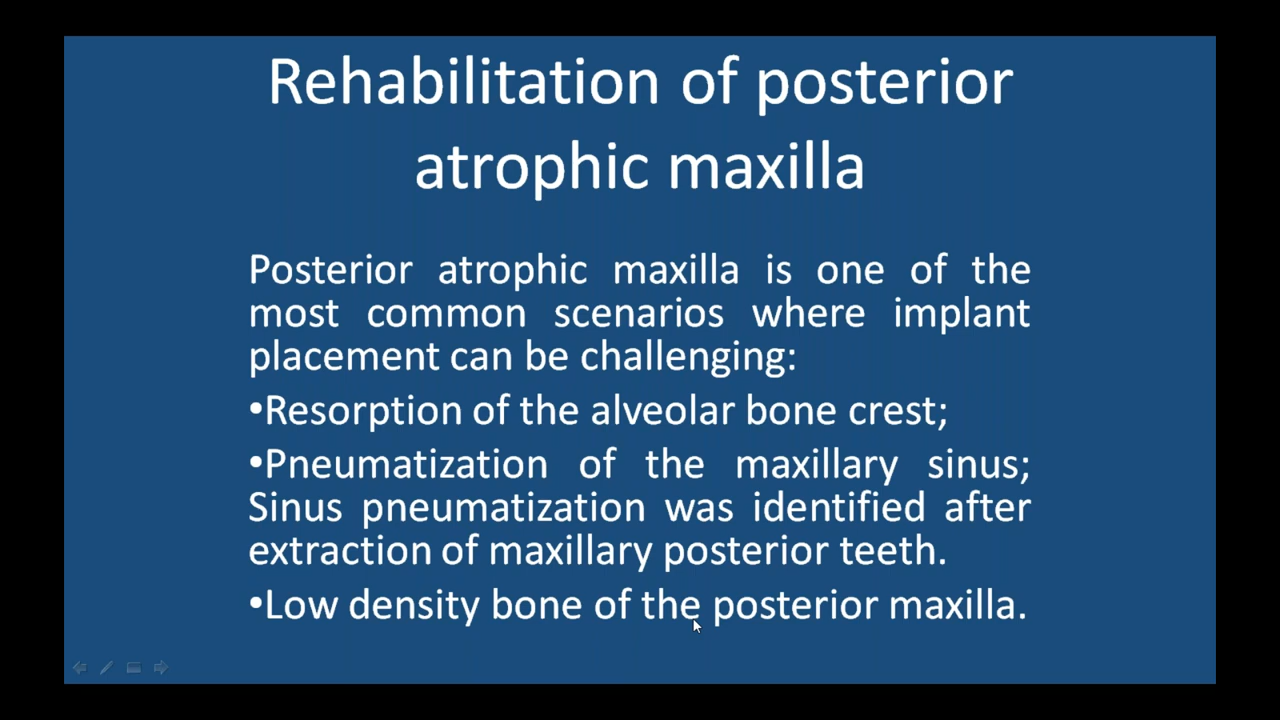 Rehabilitation of posterior
atrophic maxilla
Posterior atrophic maxilla is one of the
most common scenarios where implant
placement can be challenging:
•Resorption of the alveolar bone crest;
•Pneumatization of the maxillary sinus;
Sinus pneumatization was identified after
extraction of maxillary posterior teeth.
•Low density bone of the posterior maxilla.